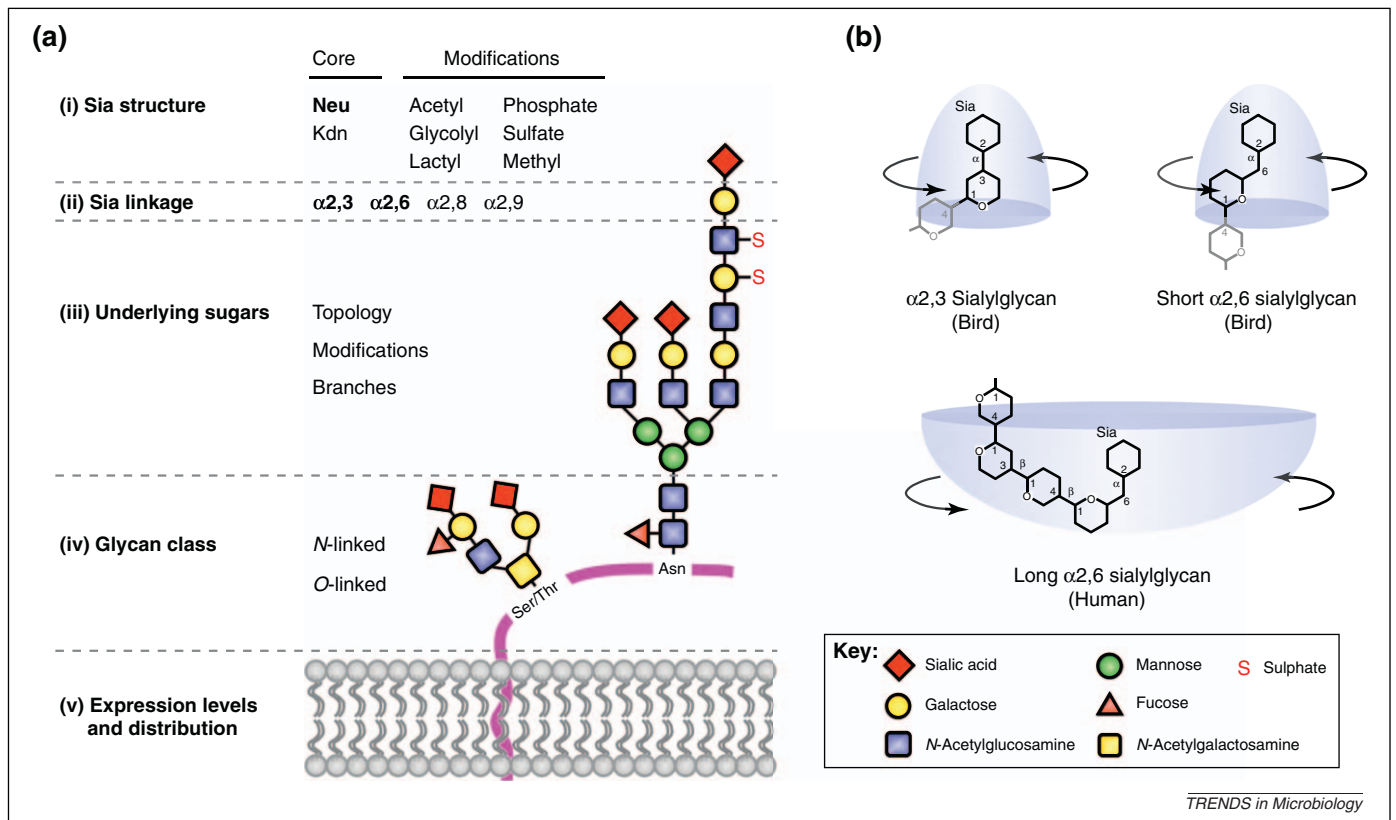 (a)
Core Modifications
(i) Sia structure
Neu Acetyl Phosphate
Kdn Glycolyl Sulfate
Lactyl Methyl
(ii) Sia linkage
α2,3 α2,6 α2,8 α2,9
S
S
(iii) Underlying sugars
Topology
Modifications
Branches
(iv) Glycan class
N-linked
O-linked
Asn
Ser/Thr
(v) Expression levels
and distribution
(b)
Sia
2
α
3
1
O
4
O
α2,3 Sialylglycan
(Bird)
Sia
2
α
6
1
O
4
O
Short α2,6 sialylglycan
(Bird)
1
O
4
O
1
3
β
1
O
4
β
1
O
Sia
2
α
6
Long α2,6 sialylglycan
(Human)
Key:
Sialic acid
Mannose
S Sulphate
Galactose
Fucose
N-Acetylglucosamine
N-Acetylgalactosamine
TRENDS in Microbiology